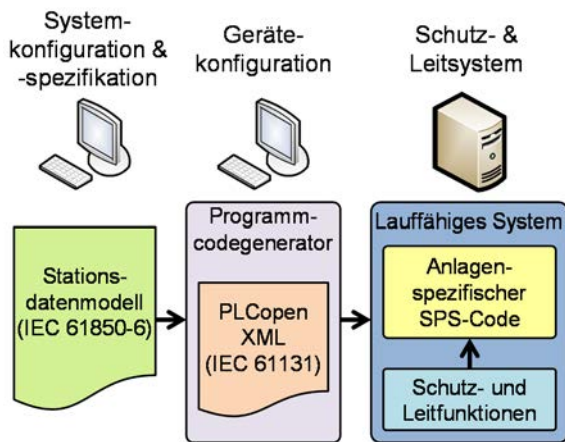 System-
konfiguration &
-spezifikation
Geräte-
konfiguration
Schutz- &
Leitsystem
Stations-
datenmodell
(IEC 61850-6)
Programm-
codegenerator
PLCopen
XML
(IEC 61131)
Lauffähiges System
Anlagen-
spezifischer
SPS-Code
Schutz- und
Leitfunktionen